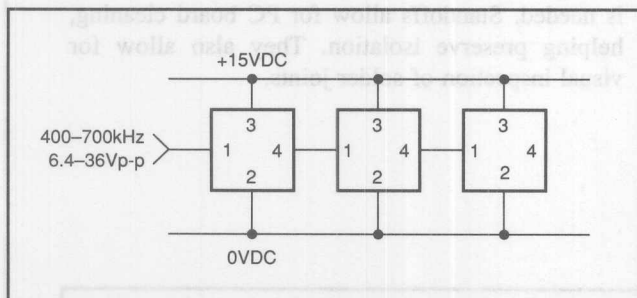 is needed. Standoffs allow for PC board cleaning,
helping preserve isolation. They also allow for
visual inspection of solder joints.
+15VDC
400–700kHz
6.4–36Vp-p
3 3 3
1 4 1 4 1 4
2 2 2
0VDC